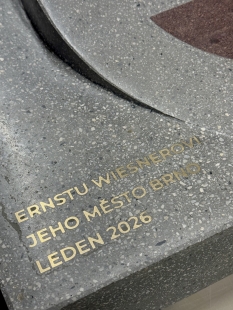 ERNSTU WIESNEROVI
JEHO MĚSTO BRNO
LEDEN 2026